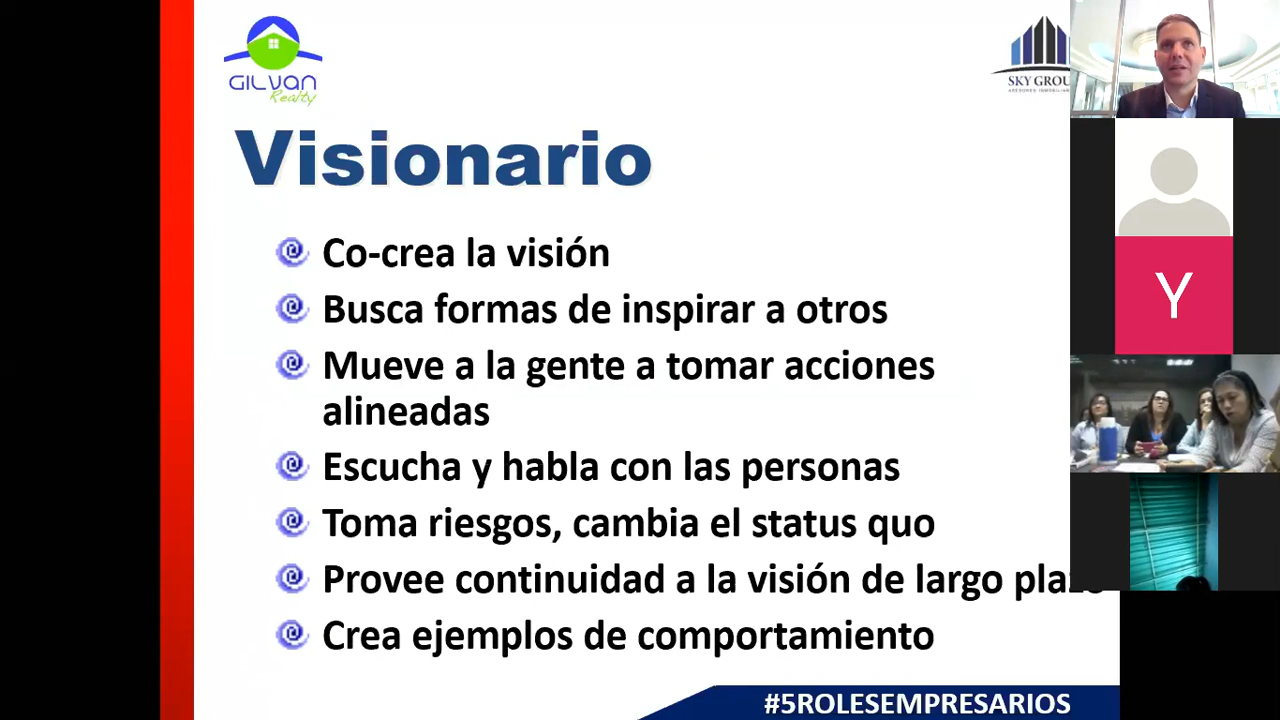 GILVAN
Realty
SKY GROU
Visionario
Co-crea la visión
Busca formas de inspirar a otros
Mueve a la gente a tomar acciones
alineadas
Escucha y habla con las personas
Toma riesgos, cambia el status quo
Provee continuidad a la visión de largo plazo
Crea ejemplos de comportamiento
#5ROLESEMPRESARIOS
Y